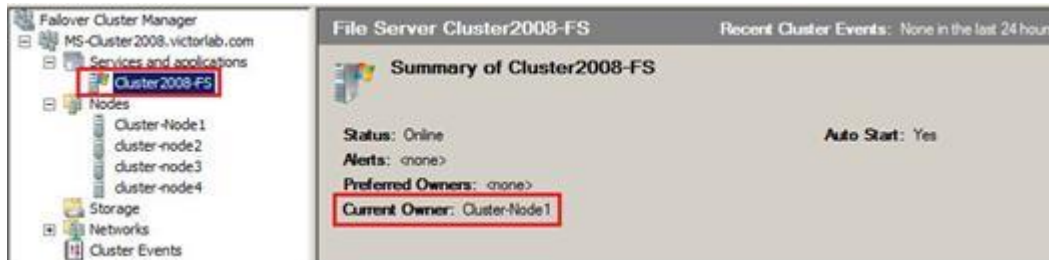 Failover Cluster Manager
MS-Cluster2008.victorlab.com
Services and applications
Cluster2008-FS
Nodes
Cluster-Node1
cluster-node2
cluster-node3
cluster-node4
Storage
Networks
Cluster Events
File Server Cluster2008-FS
Recent Cluster Events: None in the last 24 hour
Summary of Cluster2008-FS
Status: Online
Auto Start: Yes
Alerts: <none>
Preferred Owners: <none>
Current Owner: Cluster-Node1